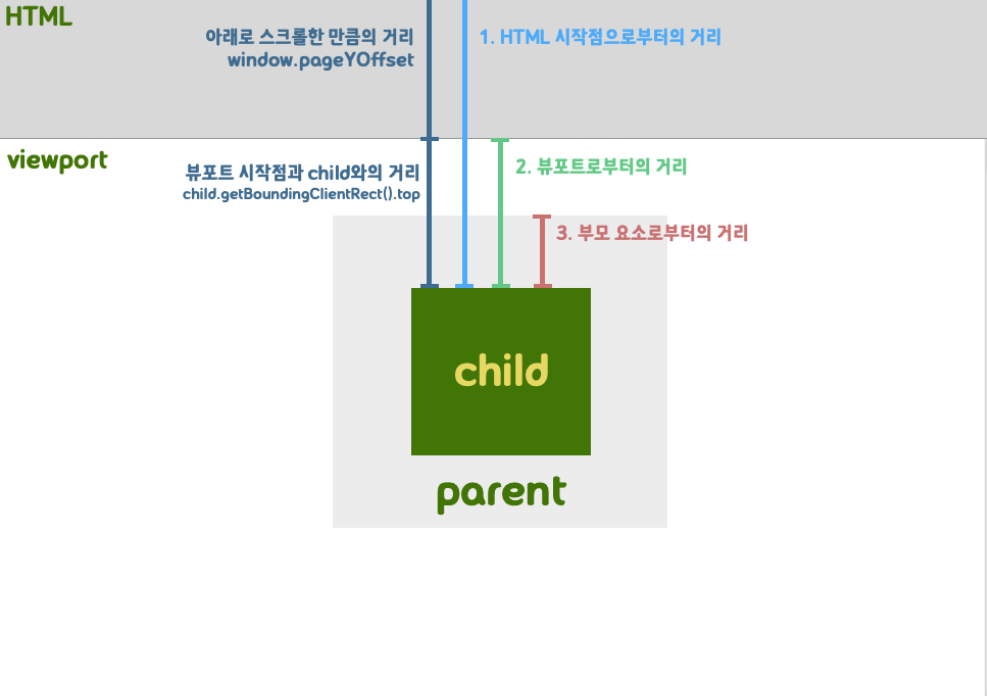 HTML
아래로 스크롤한 만큼의 거리
window.pageYOffset
1. HTML 시작점으로부터의 거리
viewport
뷰포트 시작점과 child와의 거리
child.getBoundingClientRect().top
2. 뷰포트로부터의 거리
3. 부모 요소로부터의 거리
child
parent